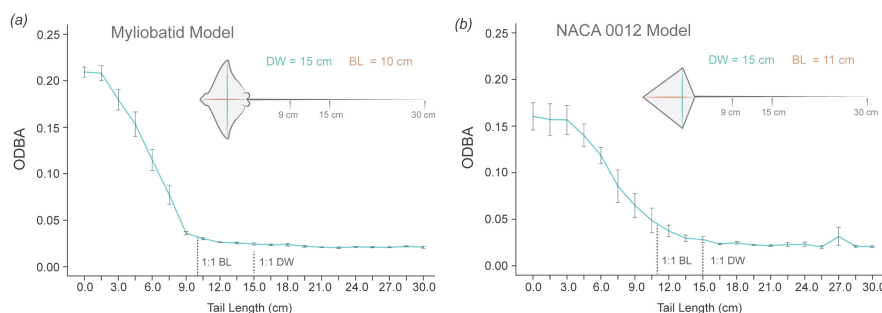 (a)
Myliobatid Model
DW = 15 cm BL = 10 cm
9 cm 15 cm 30 cm
ODBA
0.25
0.20
0.15
0.10
0.05
0.00
1:1 BL 1:1 DW
0.0 3.0 6.0 9.0 12.0 15.0 18.0 21.0 24.0 27.0 30.0
Tail Length (cm)
(b)
NACA 0012 Model
DW = 15 cm BL = 11 cm
9 cm 15 cm 30 cm
ODBA
0.25
0.20
0.15
0.10
0.05
0.00
1:1 BL 1:1 DW
0.0 3.0 6.0 9.0 12.0 15.0 18.0 21.0 24.0 27.0 30.0
Tail Length (cm)